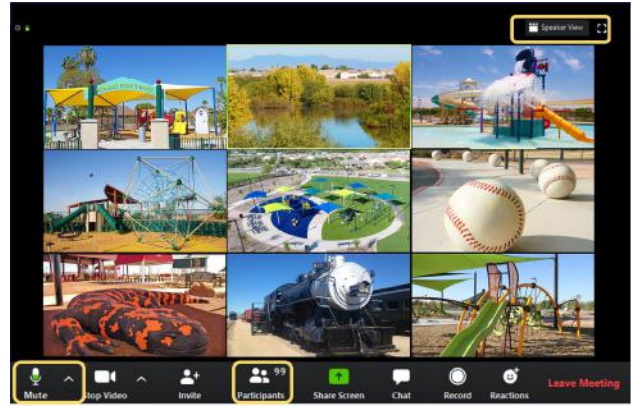 Speaker View
99
Mute
Stop Video
Invite
Participants
Share Screen
Chat
Record
Reactions
Leave Meeting